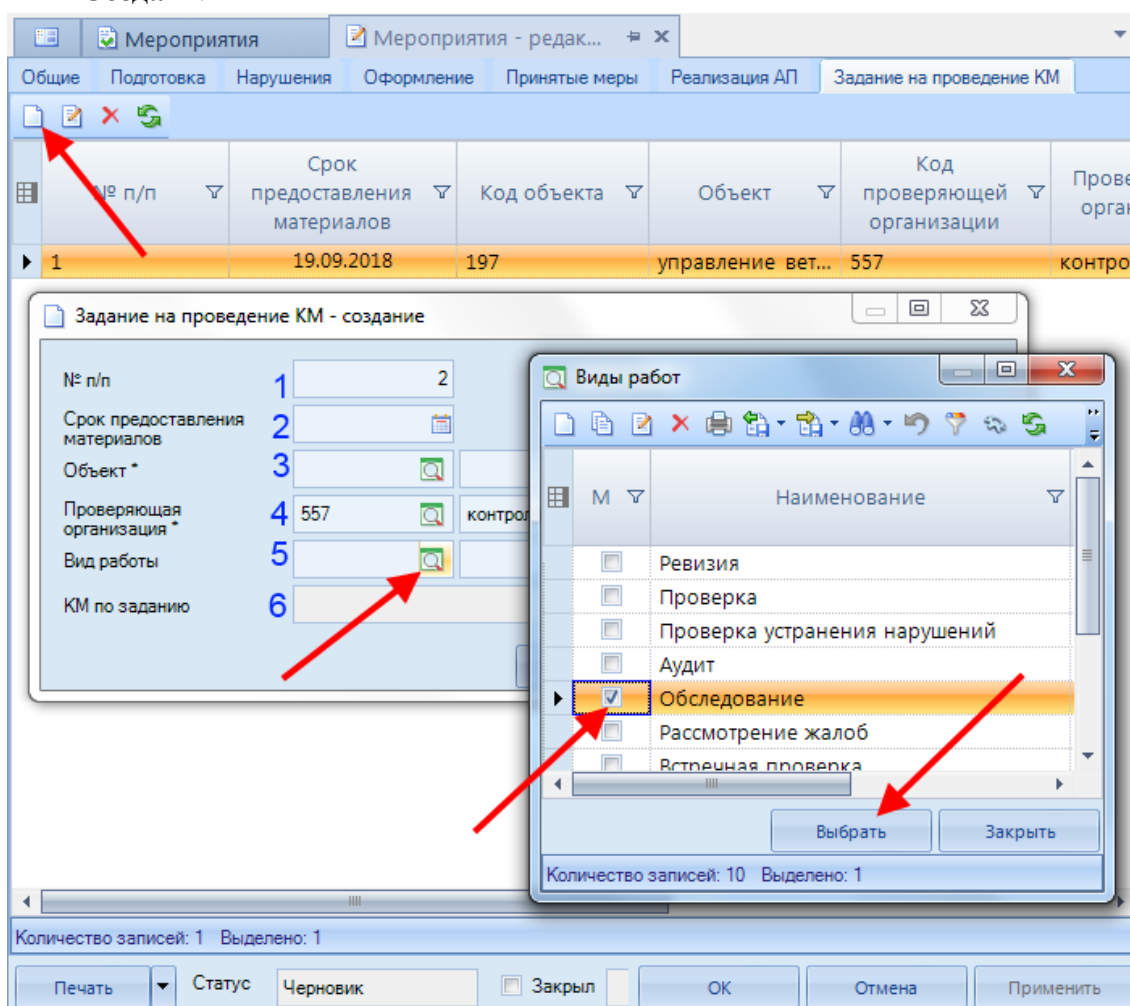 Мероприятия
Мероприятия - редак...
Общие Подготовка Нарушения Оформление Принятые меры Реализация АП Задание на проведение КМ
№ п/п
Срок предоставления материалов
Код объекта
Объект
Код проверяющей организации
1 19.09.2018 197 управление вет... 557 контро
Задание на проведение КМ - создание
№ п/п 1 2
Срок предоставления материалов 2
Объект * 3
Проверяющая организация * 4 557 контрол
Вид работы 5
КМ по заданию 6
Виды работ
М Наименование
Ревизия
Проверка
Проверка устранения нарушений
Аудит
Обследование
Рассмотрение жалоб
Встречная проверка
Выбрать Закрыть
Количество записей: 10 Выделено: 1
Количество записей: 1 Выделено: 1
Печать Статус Черновик Закрыл ОК Отмена Применить